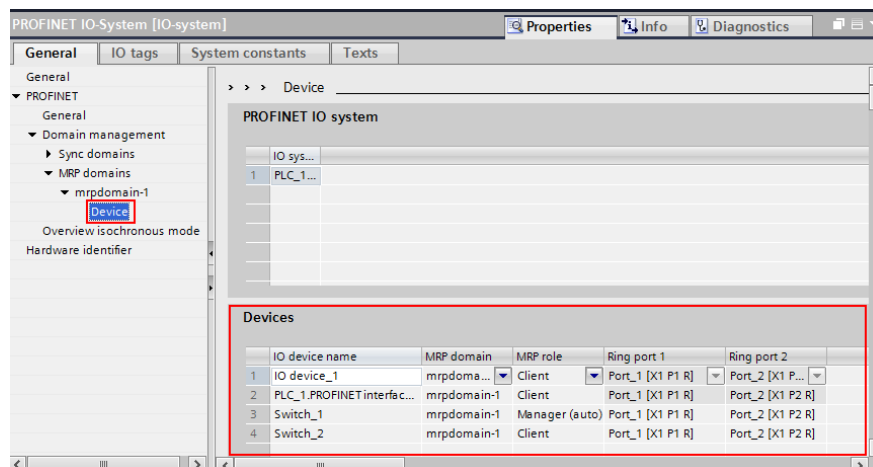 PROFINET IO-System [IO-system]
Properties Info Diagnostics
General IO tags System constants Texts
General
PROFINET
General
Domain management
Sync domains
MRP domains
mrpdomain-1
Device
Overview isochronous mode
Hardware identifier
> > > Device
PROFINET IO system
IO sys...
1 PLC_1...
Devices
IO device name MRP domain MRP role Ring port 1 Ring port 2
1 IO device_1 mrpdoma... Client Port_1 [X1 P1 R] Port_2 [X1 P...
2 PLC_1.PROFINET interfac... mrpdomain-1 Client Port_1 [X1 P1 R] Port_2 [X1 P2 R]
3 Switch_1 mrpdomain-1 Manager (auto) Port_1 [X1 P1 R] Port_2 [X1 P2 R]
4 Switch_2 mrpdomain-1 Client Port_1 [X1 P1 R] Port_2 [X1 P2 R]